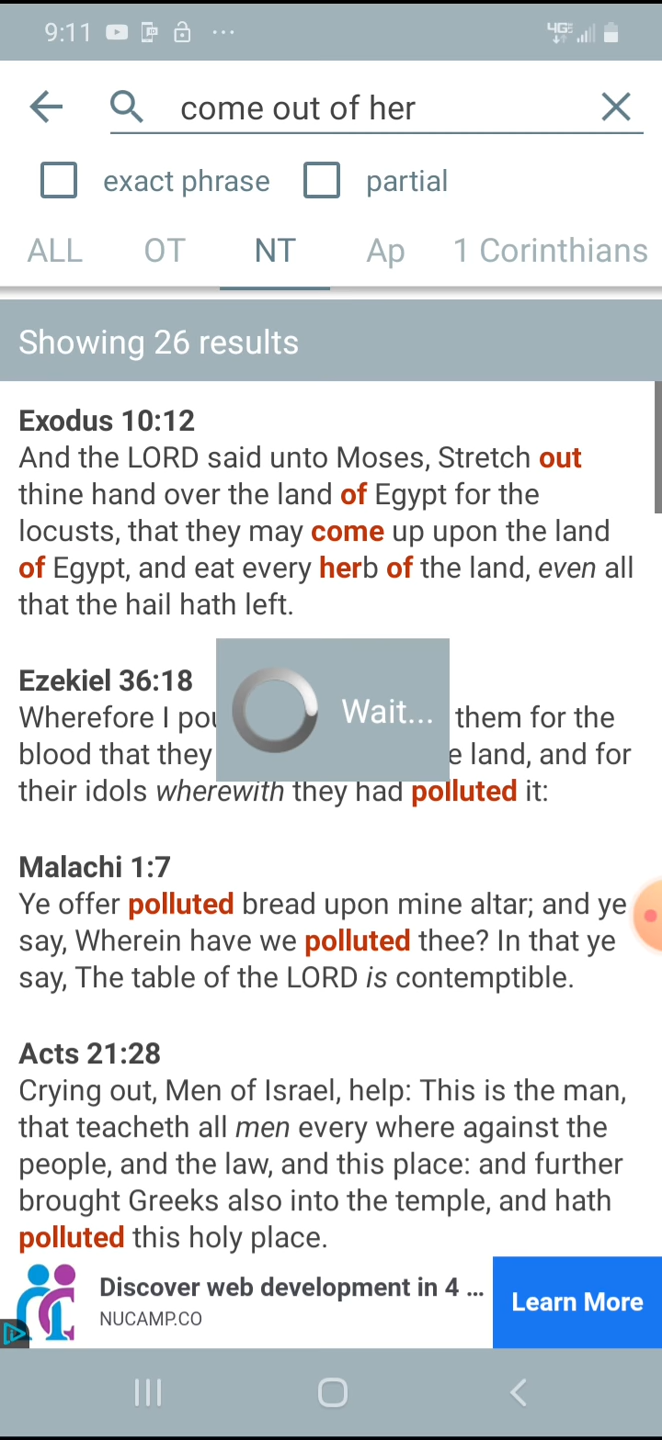 9:11 ...
4GE
come out of her
exact phrase partial
ALL OT NT Ap 1 Corinthians
Showing 26 results
Exodus 10:12
And the LORD said unto Moses, Stretch out
thine hand over the land of Egypt for the
locusts, that they may come up upon the land
of Egypt, and eat every herb of the land, even all
that the hail hath left.
Ezekiel 36:18
Wherefore I pou Wait... them for the
blood that they e land, and for
their idols wherewith they had polluted it:
Malachi 1:7
Ye offer polluted bread upon mine altar; and ye
say, Wherein have we polluted thee? In that ye
say, The table of the LORD is contemptible.
Acts 21:28
Crying out, Men of Israel, help: This is the man,
that teacheth all men every where against the
people, and the law, and this place: and further
brought Greeks also into the temple, and hath
polluted this holy place.
Discover web development in 4 ...
NUCAMP.CO
Learn More